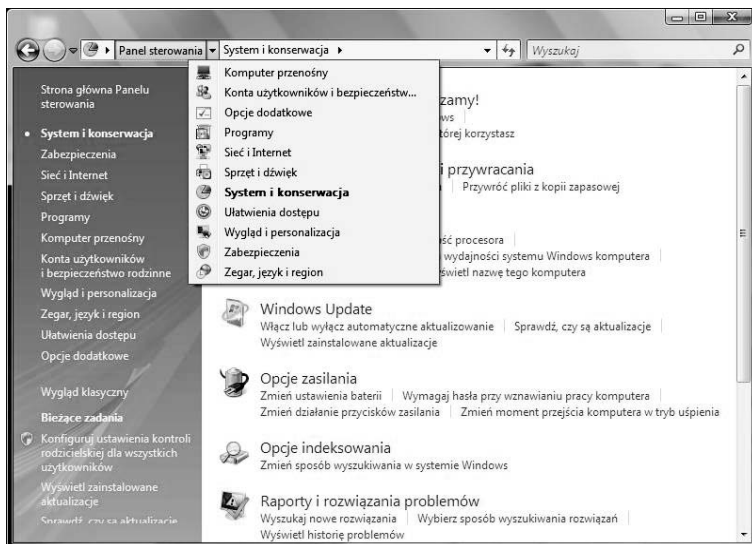 Panel sterowania System i konserwacja Wyszukaj
Strona główna Panelu
sterowania
System i konserwacja
Zabezpieczenia
Sieć i Internet
Sprzęt i dźwięk
Programy
Komputer przenośny
Konta użytkowników
i bezpieczeństwo rodzinne
Wygląd i personalizacja
Zegar, język i region
Ułatwienia dostępu
Opcje dodatkowe
Wygląd klasyczny
Bieżące zadania
Konfiguruj ustawienia kontroli
rodzicielskiej dla wszystkich
użytkowników
Wyświetl zainstalowane
aktualizacje
Sprawdź, czy są aktualizacje
Komputer przenośny
Konta użytkowników i bezpieczeństw...
Opcje dodatkowe
Programy
Sieć i Internet
Sprzęt i dźwięk
System i konserwacja
Ułatwienia dostępu
Wygląd i personalizacja
Zabezpieczenia
Zegar, język i region
zamy!
ws
tórej korzystasz
i przywracania
Przywróć pliki z kopii zapasowej
ść procesora
wydajności systemu Windows komputera
świetl nazwę tego komputera
Windows Update
Włącz lub wyłącz automatyczne aktualizowanie Sprawdź, czy są aktualizacje
Wyświetl zainstalowane aktualizacje
Opcje zasilania
Zmień ustawienia baterii Wymagaj hasła przy wznawianiu pracy komputera
Zmień działanie przycisków zasilania Zmień moment przejścia komputera w tryb uśpienia
Opcje indeksowania
Zmień sposób wyszukiwania w systemie Windows
Raporty i rozwiązania problemów
Wyszukaj nowe rozwiązania Wybierz sposób wyszukiwania rozwiązań
Wyświetl historię problemów